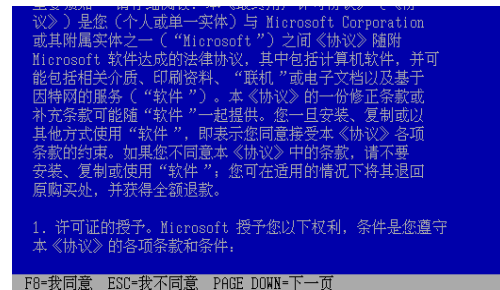 议》）是您（个人或单一实体）与 Microsoft Corporation
或其附属实体之一（“Microsoft”）之间《协议》随附
Microsoft 软件达成的法律协议，其中包括计算机软件，并可
能包括相关介质、印刷资料、“联机”或电子文档以及基于
因特网的服务（“软件”）。本《协议》的一份修正条款或
补充条款可能随“软件”一起提供。您一旦安装、复制或以
其他方式使用“软件”，即表示您同意接受本《协议》各项
条款的约束。如果您不同意本《协议》中的条款，请不要
安装、复制或使用“软件”；您可在适用的情况下将其退回
原购买处，并获得全额退款。
1. 许可证的授予。Microsoft 授予您以下权利，条件是您遵守
本《协议》的各项条款和条件：
F8=我同意 ESC=我不同意 PAGE DOWN=下一页